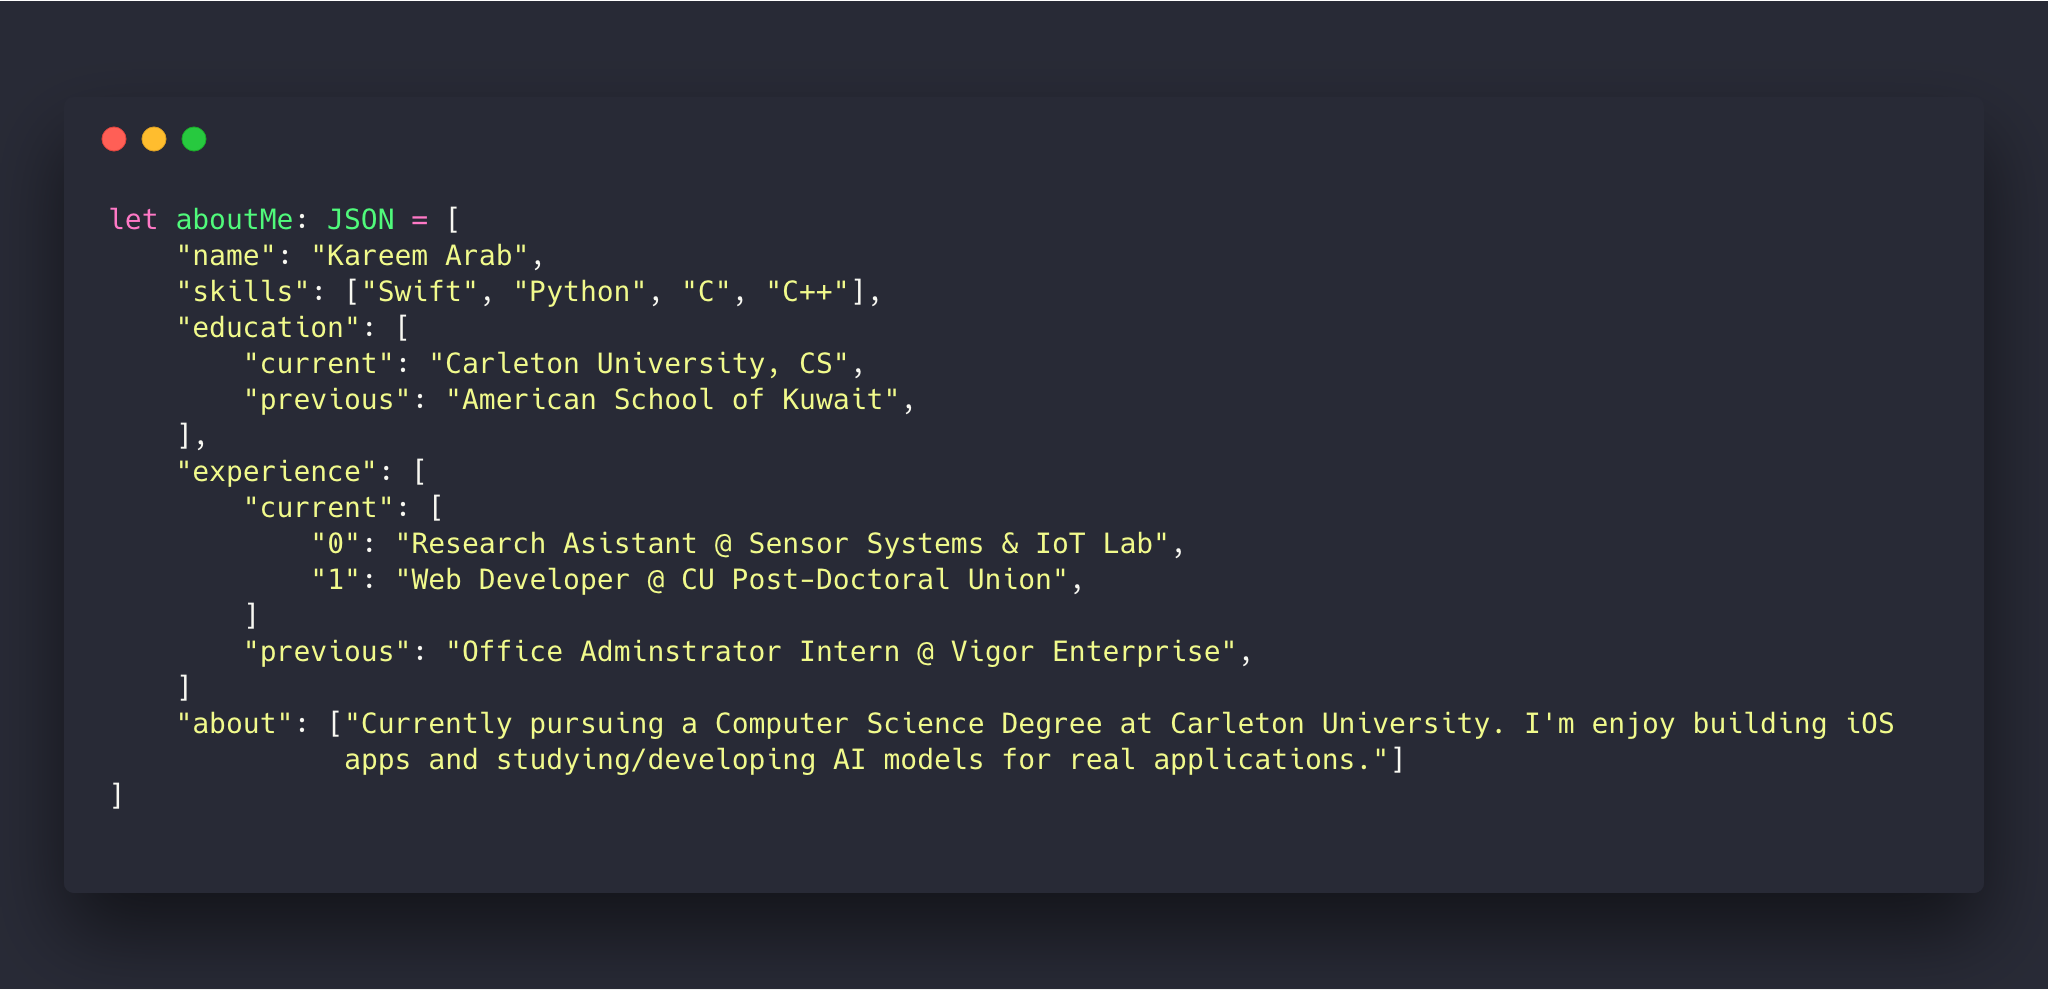 let aboutMe: JSON = [
    "name": "Kareem Arab",
    "skills": ["Swift", "Python", "C", "C++"],
    "education": [
        "current": "Carleton University, CS",
        "previous": "American School of Kuwait",
    ],
    "experience": [
        "current": [
            "0": "Research Asistant @ Sensor Systems & IoT Lab",
            "1": "Web Developer @ CU Post-Doctoral Union",
        ]
        "previous": "Office Adminstrator Intern @ Vigor Enterprise",
    ]
    "about": ["Currently pursuing a Computer Science Degree at Carleton University. I'm enjoy building iOS
              apps and studying/developing AI models for real applications."]
]